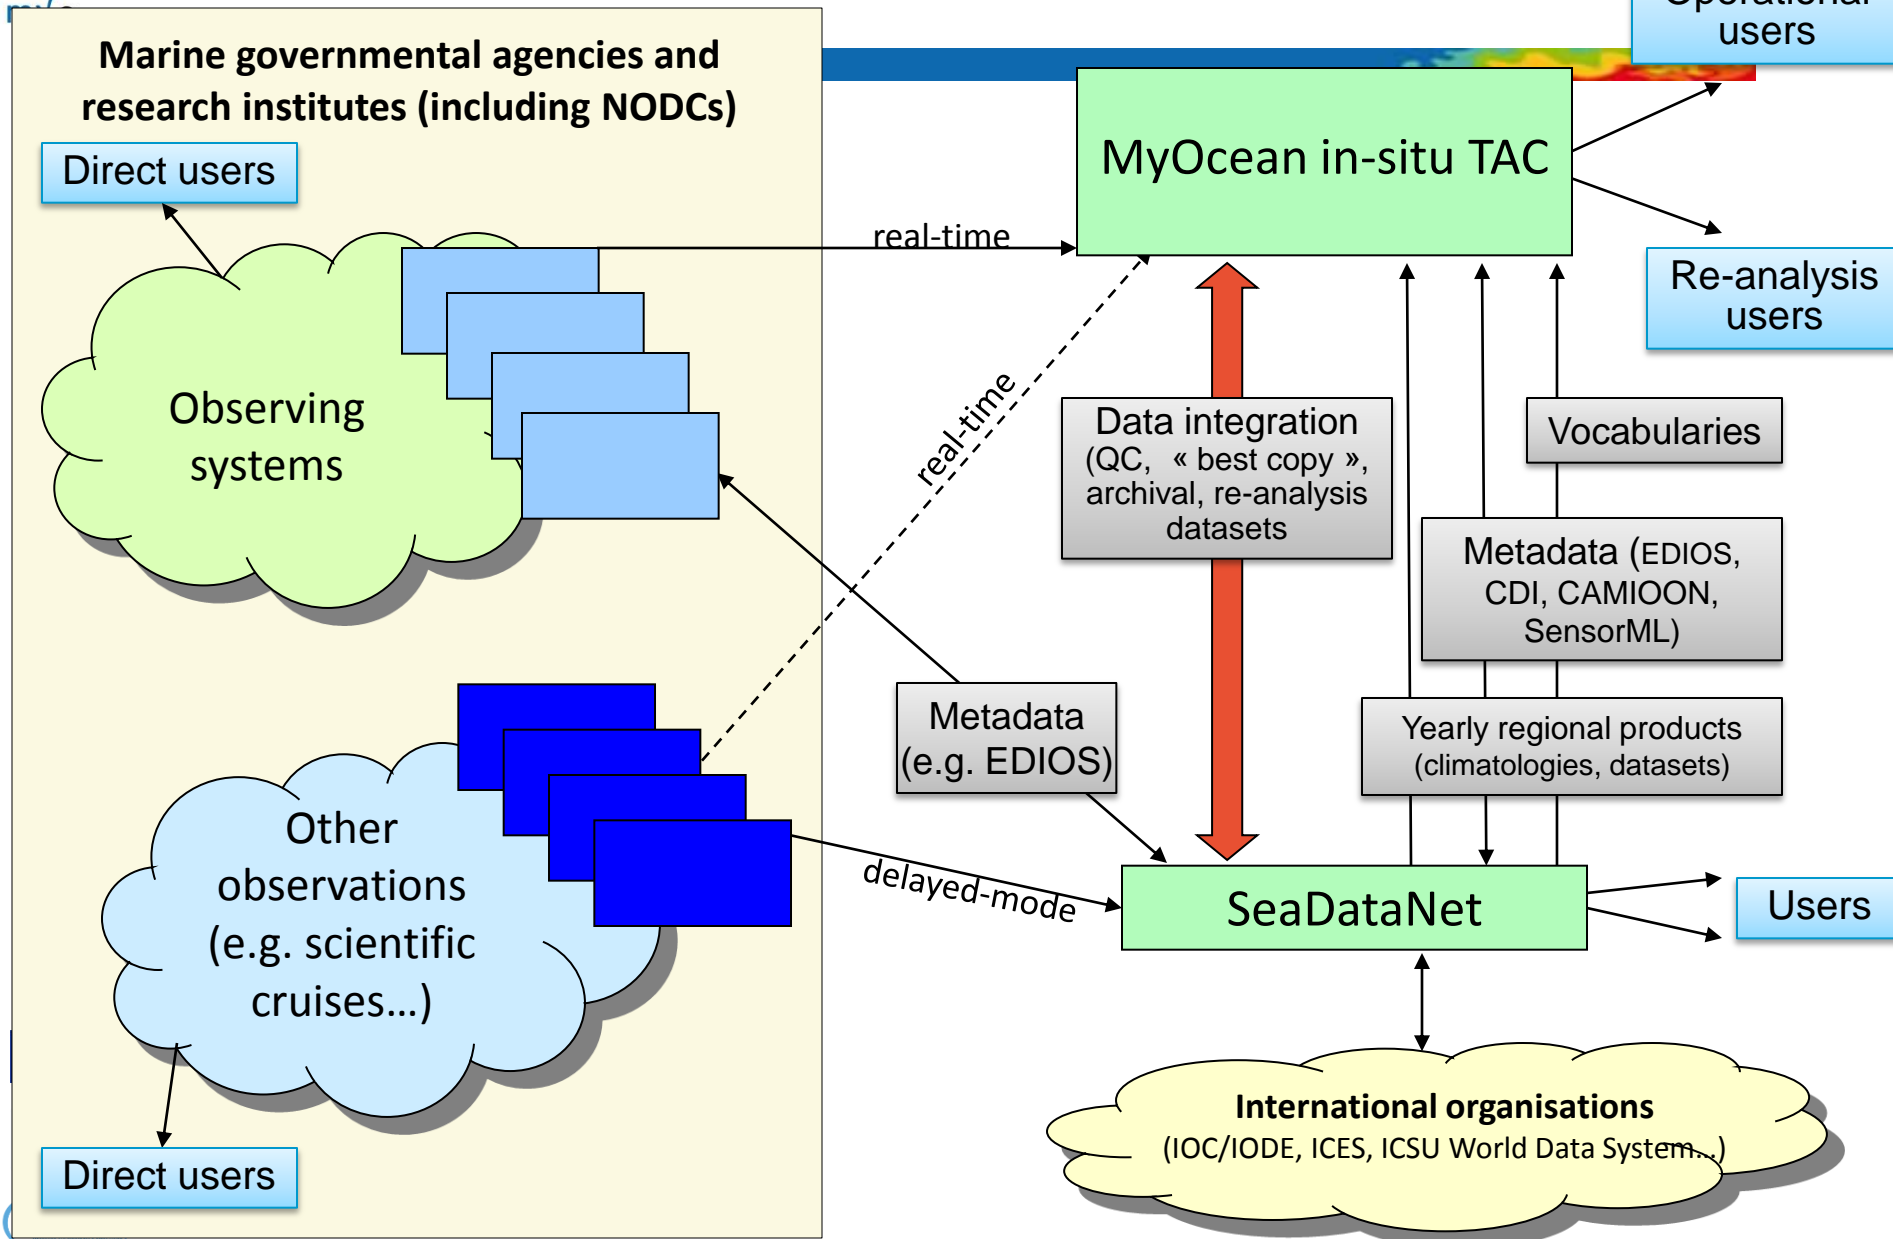 Marine governmental agencies and
research institutes (including NODCs)
Direct users
Observing
systems
Other
observations
(e.g. scientific
cruises...)
Direct users
real-time
real-time
delayed-mode
Metadata
(e.g. EDIOS)
MyOcean in-situ TAC
Operational
users
Re-analysis
users
Data integration
(QC, « best copy »,
archival, re-analysis
datasets
Vocabularies
Metadata (EDIOS,
CDI, CAMIOON,
SensorML)
Yearly regional products
(climatologies, datasets)
SeaDataNet
Users
International organisations
(IOC/IODE, ICES, ICSU World Data System...)